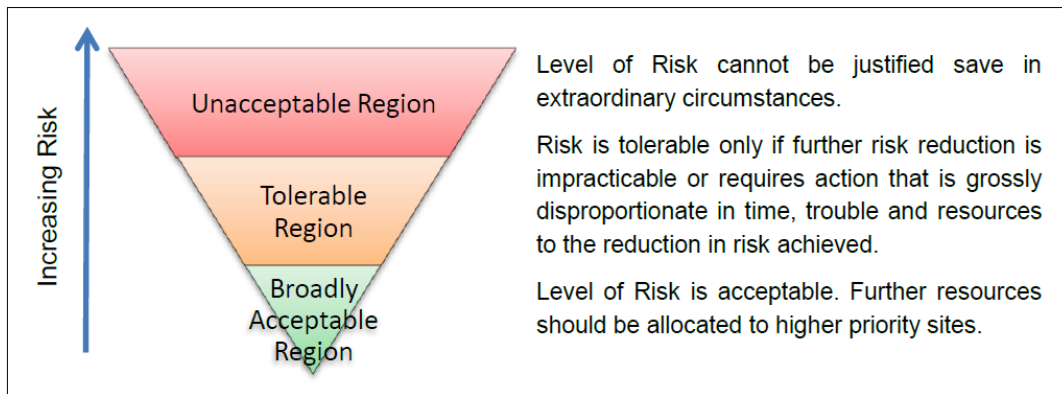 Increasing Risk
Unacceptable Region
Tolerable
Region
Broadly
Acceptable
Region
Level of Risk cannot be justified save in
extraordinary circumstances.
Risk is tolerable only if further risk reduction is
impracticable or requires action that is grossly
disproportionate in time, trouble and resources
to the reduction in risk achieved.
Level of Risk is acceptable. Further resources
should be allocated to higher priority sites.